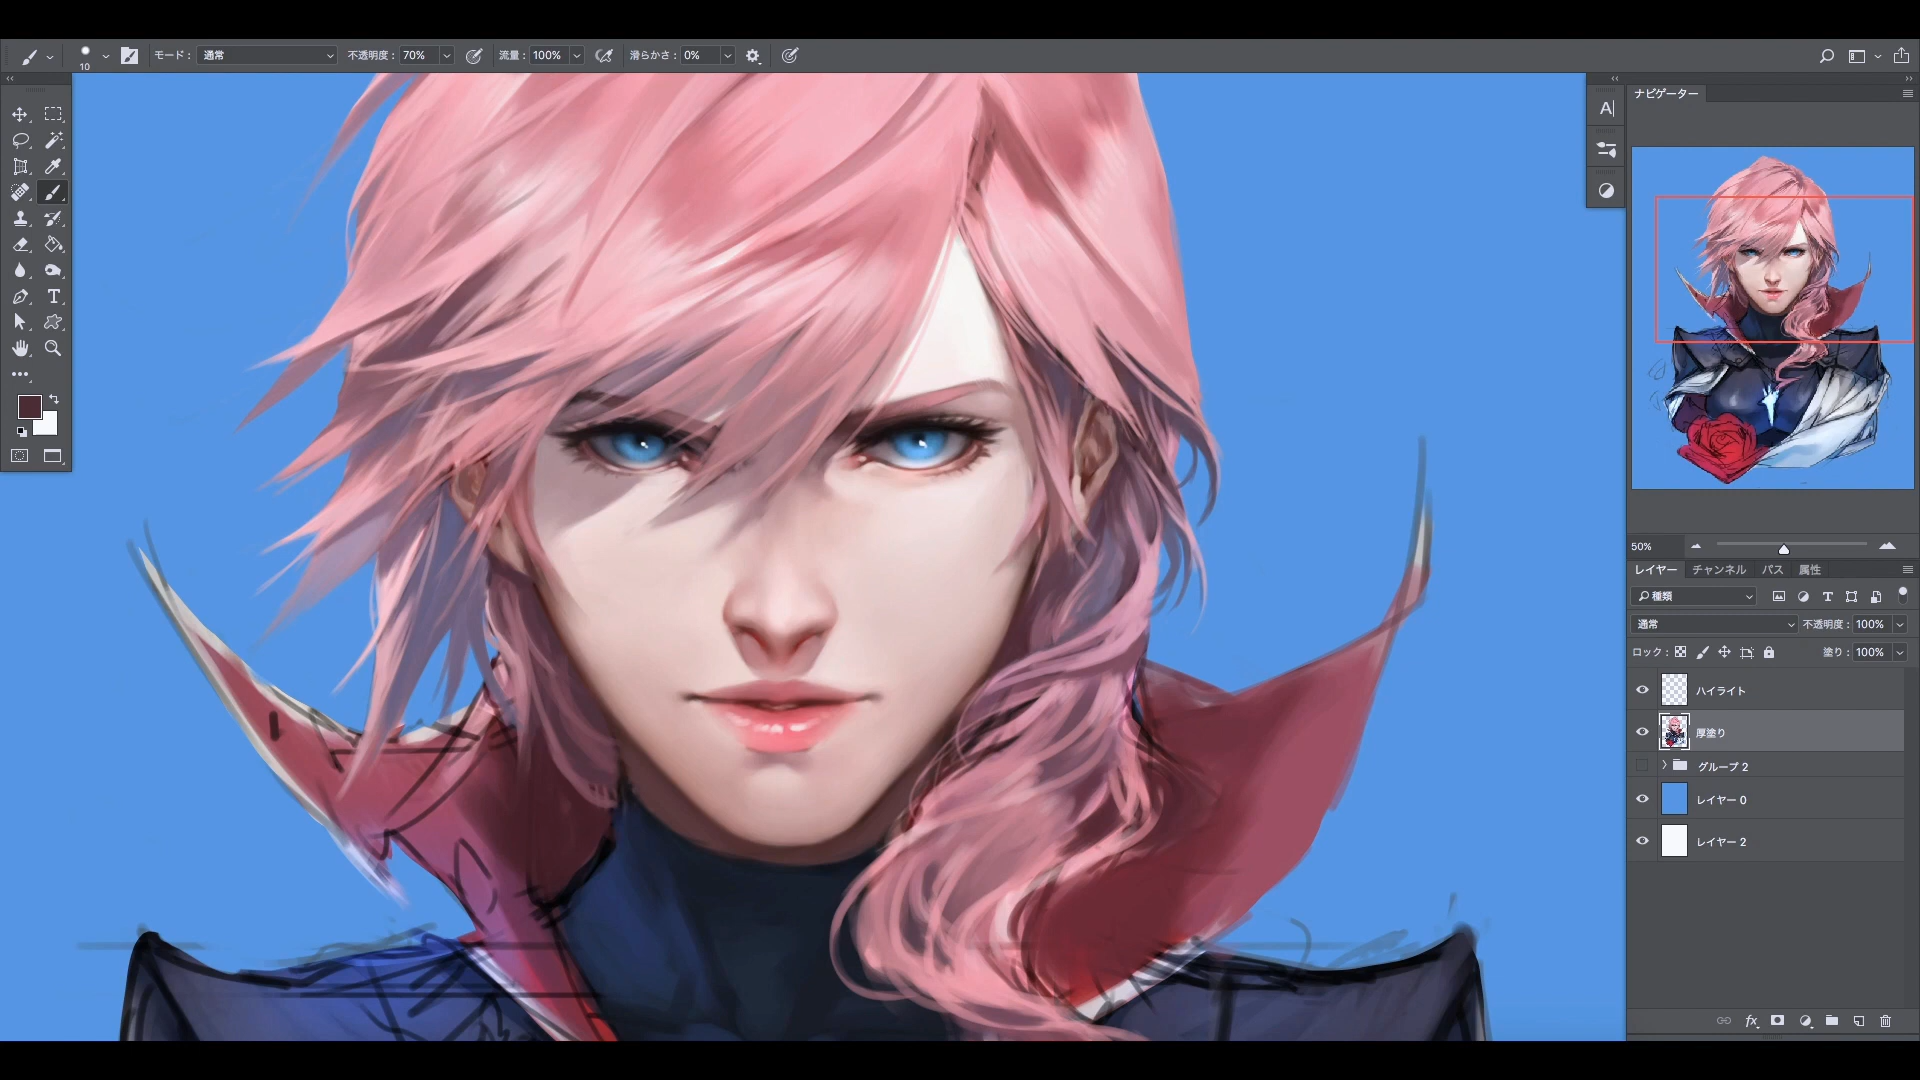 10
モード： 通常 不透明度： 70% 流量： 100% 滑らかさ： 0%
ナビゲーター
50%
レイヤー チャンネル パス 属性
種類
通常 不透明度： 100%
ロック： 塗り： 100%
ハイライト
厚塗り
グループ 2
レイヤー 0
レイヤー 2